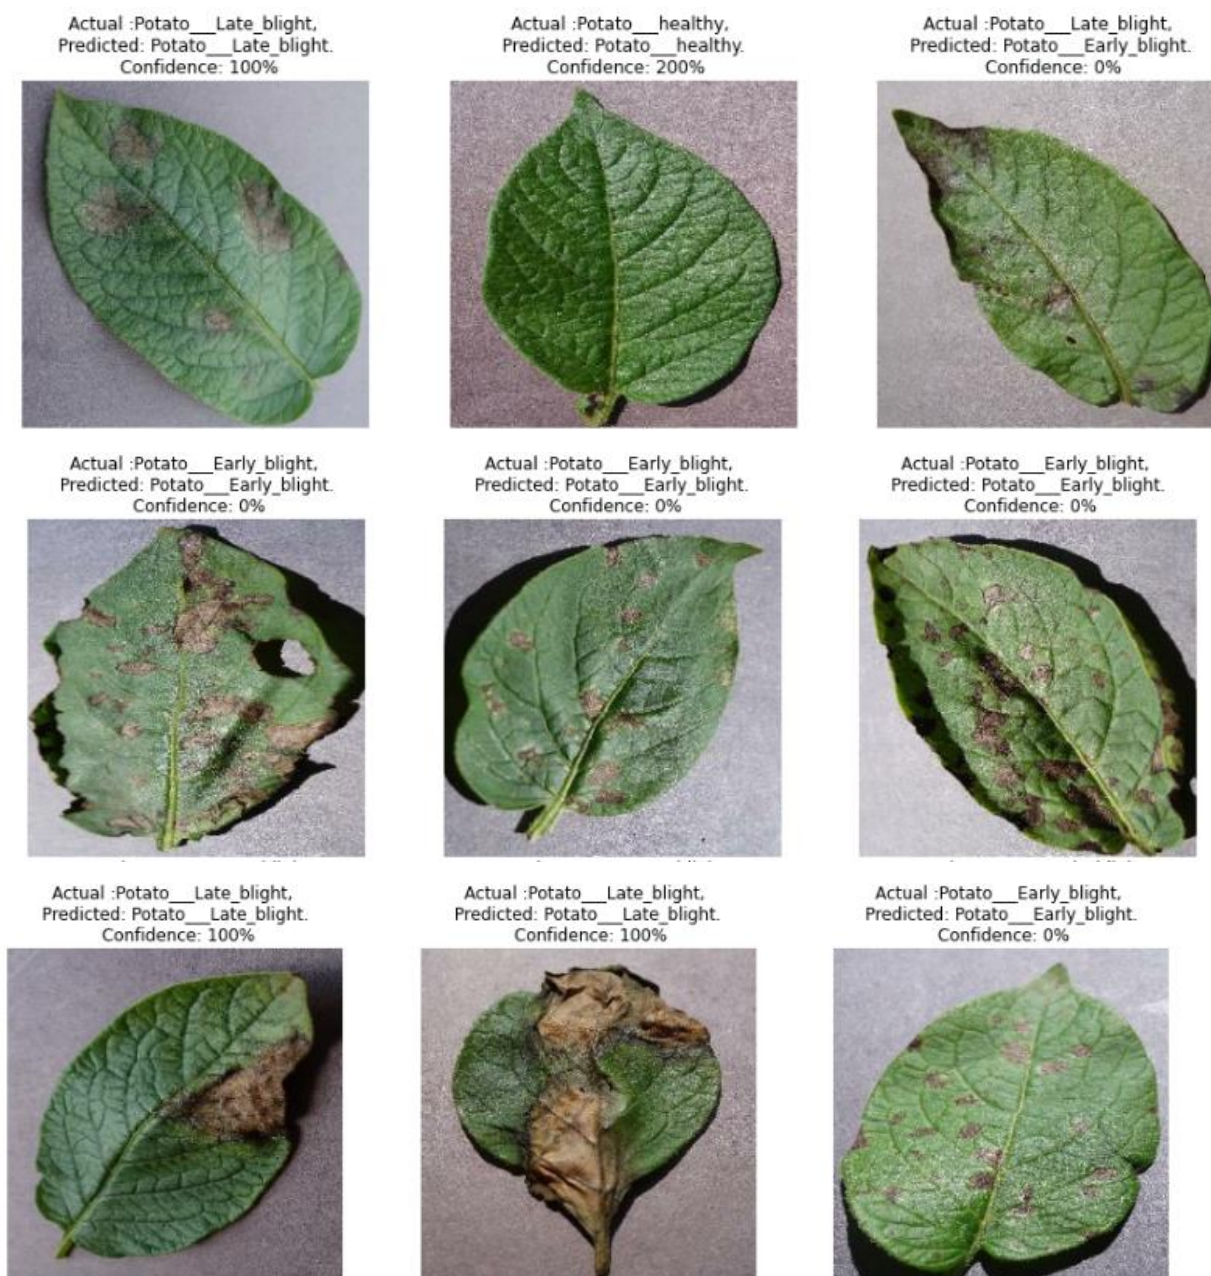 Actual :Potato___Late_blight,
Predicted: Potato___Late_blight.
Confidence: 100%
Actual :Potato___healthy,
Predicted: Potato___healthy.
Confidence: 200%
Actual :Potato___Late_blight,
Predicted: Potato___Early_blight.
Confidence: 0%
Actual :Potato___Early_blight,
Predicted: Potato___Early_blight.
Confidence: 0%
Actual :Potato___Early_blight,
Predicted: Potato___Early_blight.
Confidence: 0%
Actual :Potato___Early_blight,
Predicted: Potato___Early_blight.
Confidence: 0%
Actual :Potato___Late_blight,
Predicted: Potato___Late_blight.
Confidence: 100%
Actual :Potato___Late_blight,
Predicted: Potato___Late_blight.
Confidence: 100%
Actual :Potato___Early_blight,
Predicted: Potato___Early_blight.
Confidence: 0%